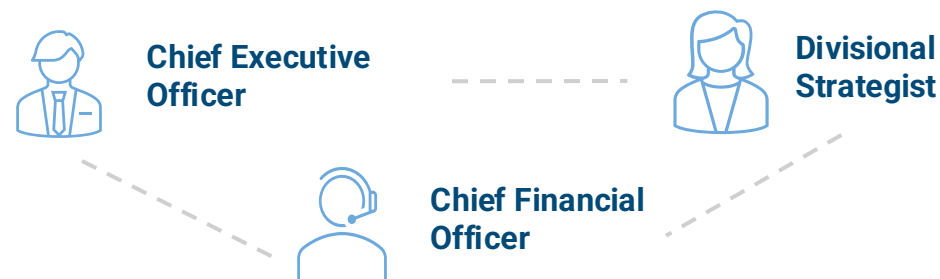 Chief Executive
Officer
Divisional
Strategist
Chief Financial
Officer